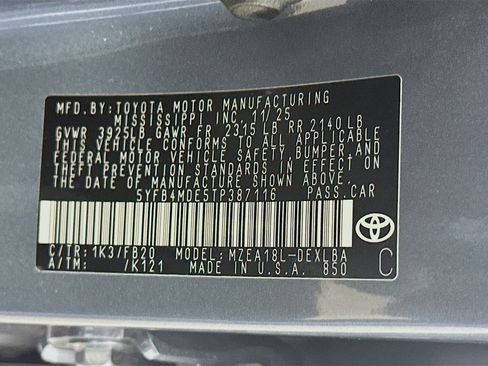 MFD.BY: TOYOTA MOTOR MANUFACTURING
MISSISSIPPI INC. 11/25
GVWR 3925LB GAWR FR 2315 LB RR 2140 LB
THIS VEHICLE CONFORMS TO ALL APPLICABLE
FEDERAL MOTOR VEHICLE SAFETY, BUMPER, AND
THEFT PREVENTION STANDARDS IN EFFECT ON
THE DATE OF MANUFACTURE SHOWN ABOVE.
5YFB4MDE5TP387116 PASS.CAR
C/TR: 1K3/FB20 MODEL: MZEA18L-DEXLBA
A/TM: /K121 MADE IN U.S.A. 850 C